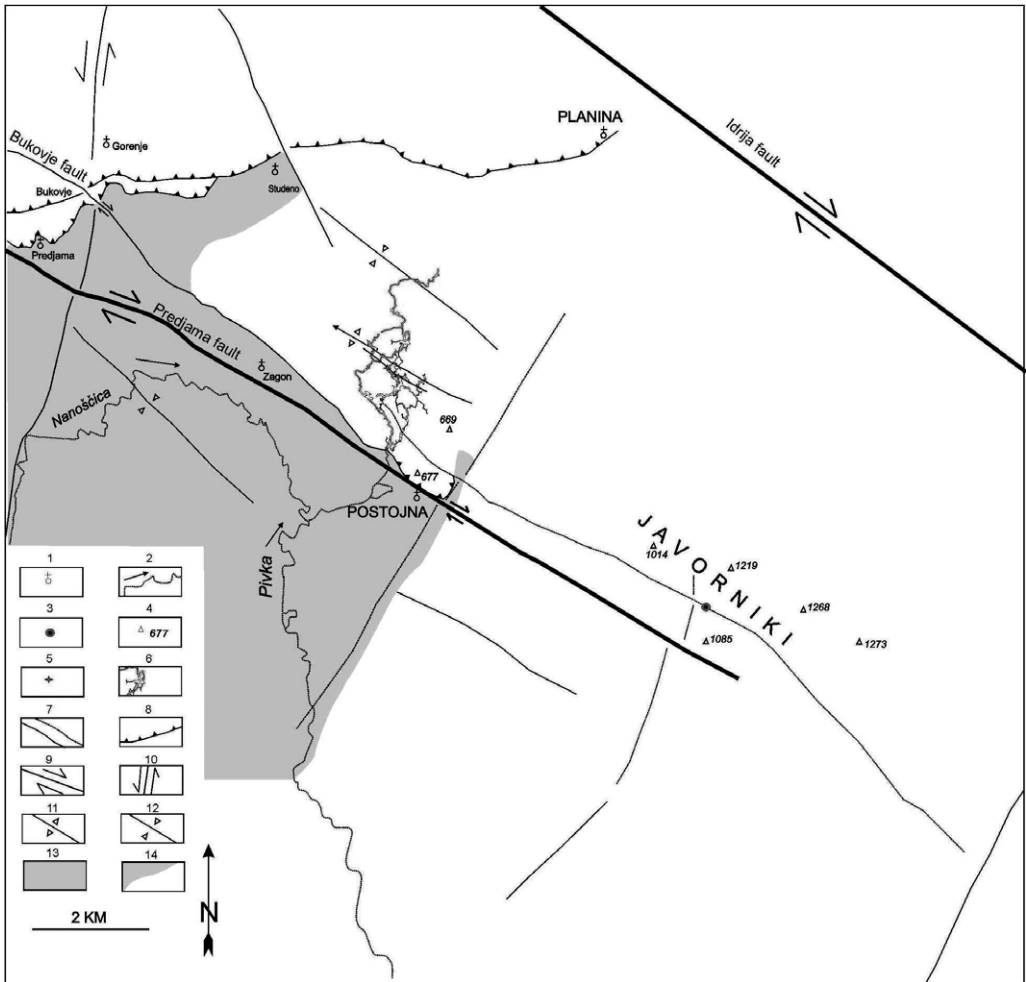 PLANINA
Idrija fault
Bukovje fault
Gorenje
Bukovje
Studeno
Predjama
Predjama fault
Zagon
Nanoščica
669
677
POSTOJNA
Pivka
JAVORNIKI
1014
1219
1268
1085
1273
1
2
3
4
677
5
6
7
8
9
10
11
12
13
14
2 KM
N